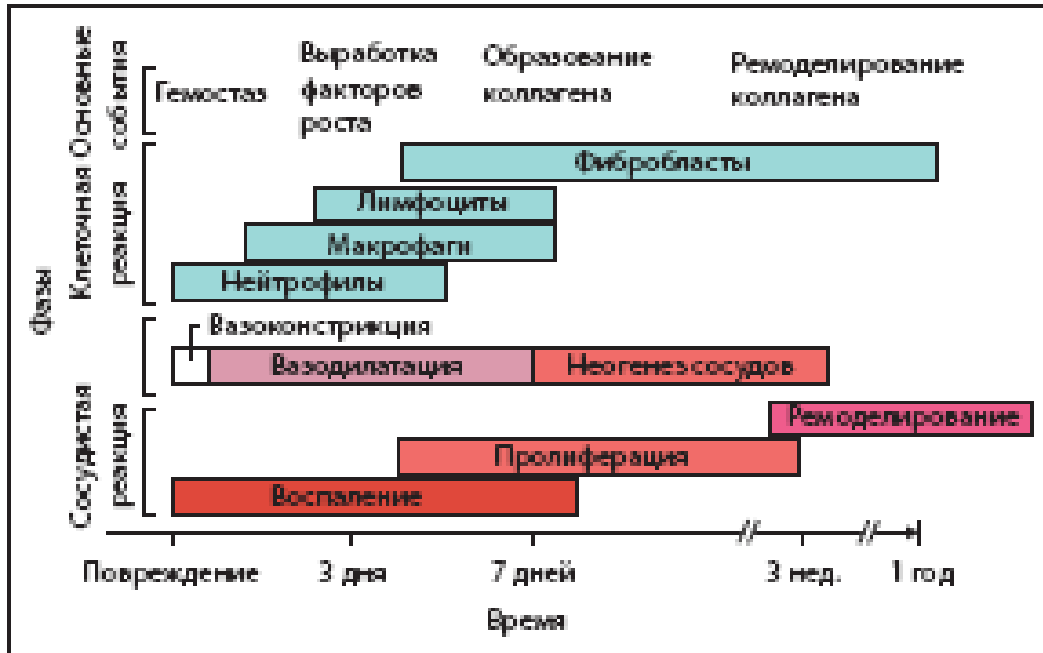 Основные
события
Гемостаз
Выработка
факторов
роста
Образование
коллагена
Ремоделирование
коллагена
Клеточная
реакция
Фибробласты
Лимфоциты
Макрофаги
Нейтрофилы
Фазы
Вазоконстрикция
Вазодилатация
Неогенез сосудов
Сосудистая
реакция
Ремоделирование
Пролиферация
Воспаление
Повреждение
3 дня
7 дней
3 нед.
1 год
Время